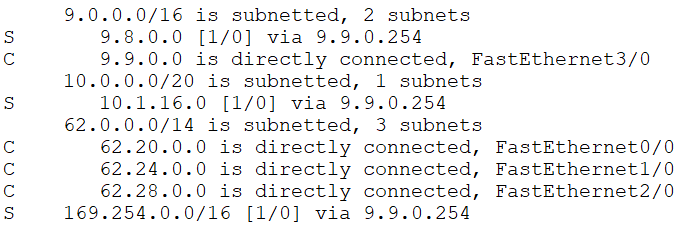 9.0.0.0/16 is subnetted, 2 subnets
S 9.8.0.0 [1/0] via 9.9.0.254
C 9.9.0.0 is directly connected, FastEthernet3/0
10.0.0.0/20 is subnetted, 1 subnets
S 10.1.16.0 [1/0] via 9.9.0.254
62.0.0.0/14 is subnetted, 3 subnets
C 62.20.0.0 is directly connected, FastEthernet0/0
C 62.24.0.0 is directly connected, FastEthernet1/0
C 62.28.0.0 is directly connected, FastEthernet2/0
S 169.254.0.0/16 [1/0] via 9.9.0.254